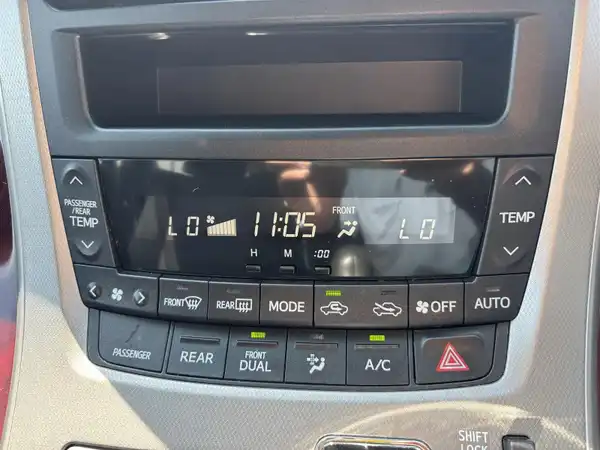 PASSENGER
/REAR
TEMP
LO 11:05 FRONT LO
H M :00
TEMP
FRONT REAR MODE OFF AUTO
PASSENGER REAR FRONT DUAL A/C
SHIFT
LOCK